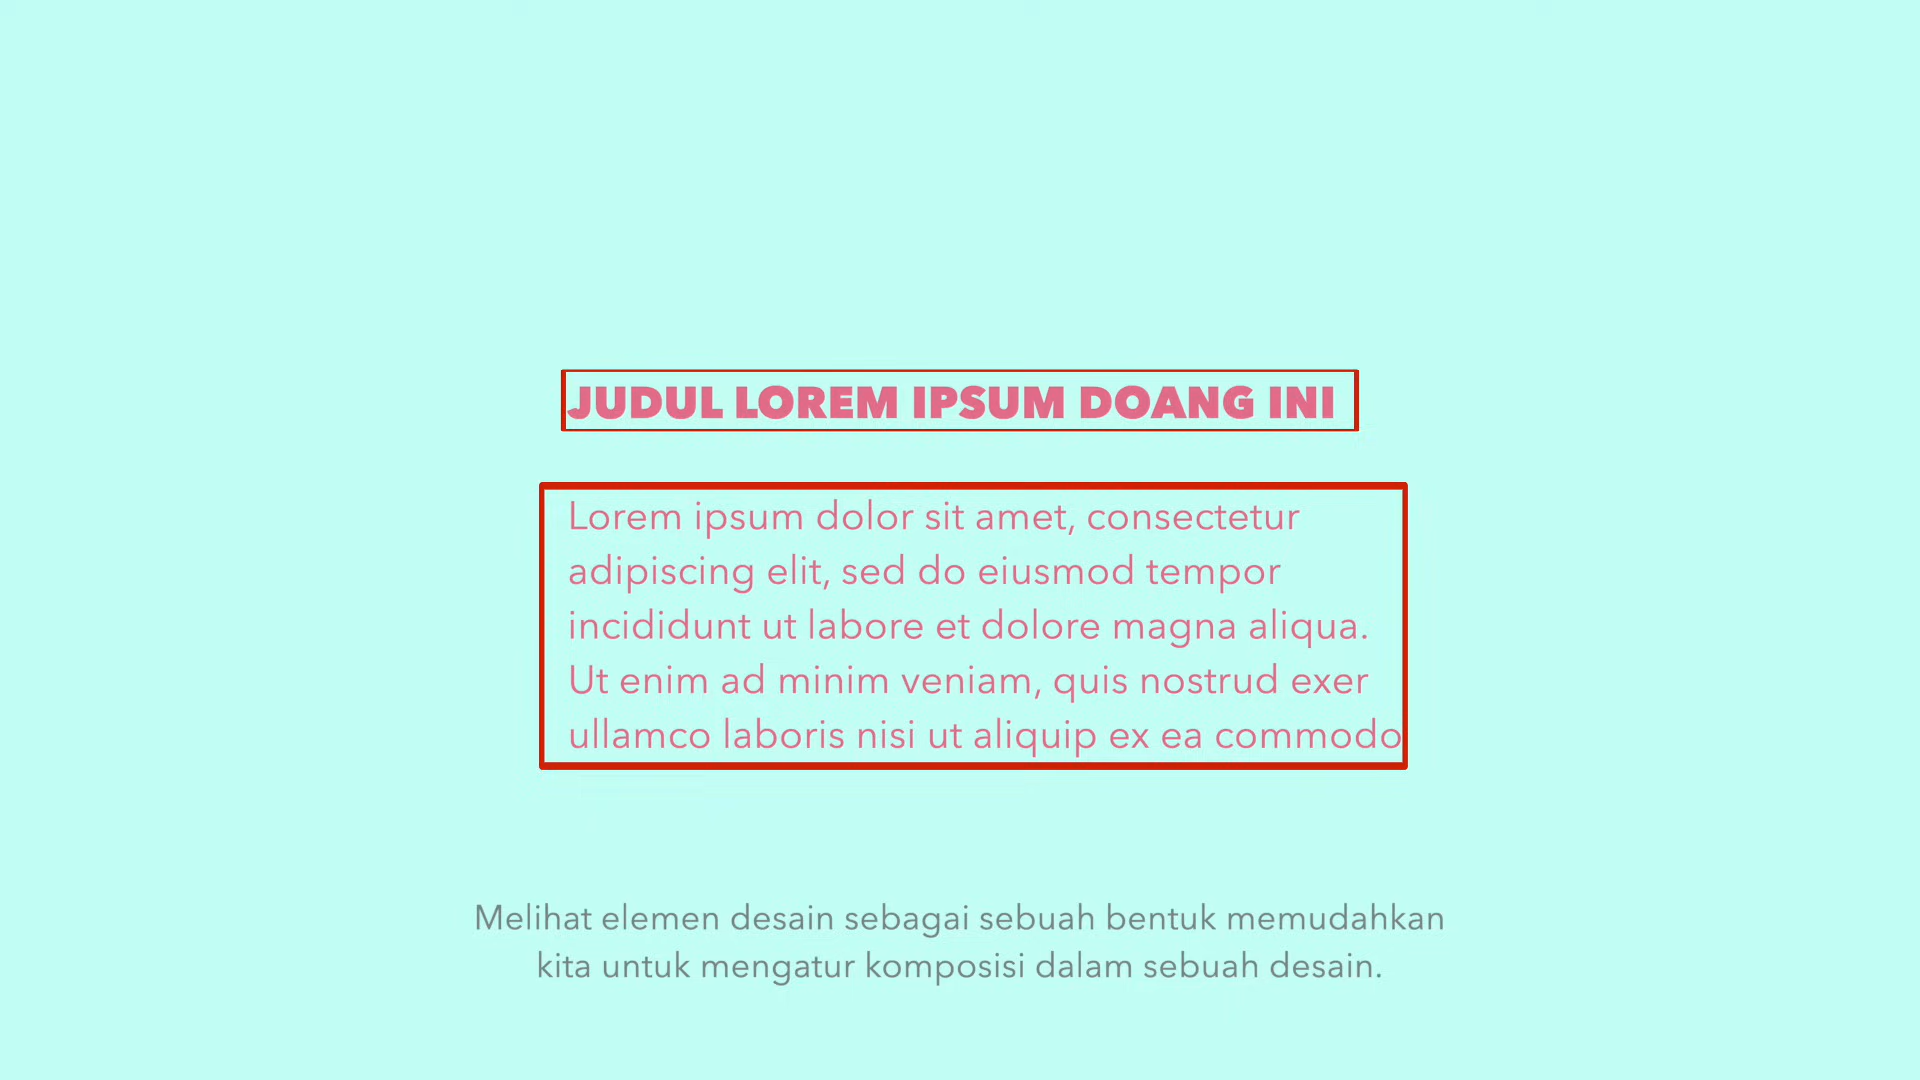 JUDUL LOREM IPSUM DOANG INI
Lorem ipsum dolor sit amet, consectetur
adipiscing elit, sed do eiusmod tempor
incididunt ut labore et dolore magna aliqua.
Ut enim ad minim veniam, quis nostrud exer
ullamco laboris nisi ut aliquip ex ea commodo
Melihat elemen desain sebagai sebuah bentuk memudahkan
kita untuk mengatur komposisi dalam sebuah desain.